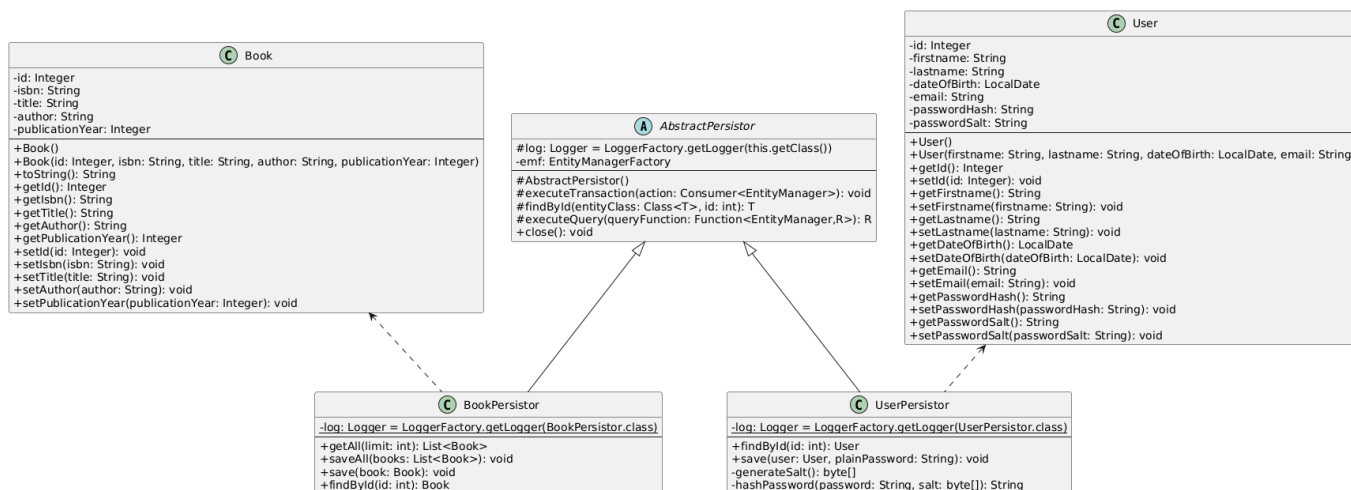 C Book
-id: Integer
-isbn: String
-title: String
-author: String
-publicationYear: Integer
+Book()
+Book(id: Integer, isbn: String, title: String, author: String, publicationYear: Integer)
+toString(): String
+getId(): Integer
+getIsbn(): String
+getTitle(): String
+getAuthor(): String
+getPublicationYear(): Integer
+setId(id: Integer): void
+setIsbn(isbn: String): void
+setTitle(title: String): void
+setAuthor(author: String): void
+setPublicationYear(publicationYear: Integer): void
A AbstractPersistor
#log: Logger = LoggerFactory.getLogger(this.getClass())
-emf: EntityManagerFactory
#AbstractPersistor()
#executeTransaction(action: Consumer<EntityManager>): void
#findById(entityClass: Class<T>, id: int): T
#executeQuery(queryFunction: Function<EntityManager,R>): R
+close(): void
C User
-id: Integer
-firstname: String
-lastname: String
-dateOfBirth: LocalDate
-email: String
-passwordHash: String
-passwordSalt: String
+User()
+User(firstname: String, lastname: String, dateOfBirth: LocalDate, email: String
+getId(): Integer
+setId(id: Integer): void
+getFirstname(): String
+setFirstname(firstname: String): void
+getLastname(): String
+setLastname(lastname: String): void
+getDateOfBirth(): LocalDate
+setDateOfBirth(dateOfBirth: LocalDate): void
+getEmail(): String
+setEmail(email: String): void
+getPasswordHash(): String
+setPasswordHash(passwordHash: String): void
+getPasswordSalt(): String
+setPasswordSalt(passwordSalt: String): void
C BookPersistor
-log: Logger = LoggerFactory.getLogger(BookPersistor.class)
+getAll(limit: int): List<Book>
+saveAll(books: List<Book>): void
+save(book: Book): void
+findById(id: int): Book
C UserPersistor
-log: Logger = LoggerFactory.getLogger(UserPersistor.class)
+findById(id: int): User
+save(user: User, plainPassword: String): void
-generateSalt(): byte[]
-hashPassword(password: String, salt: byte[]): String